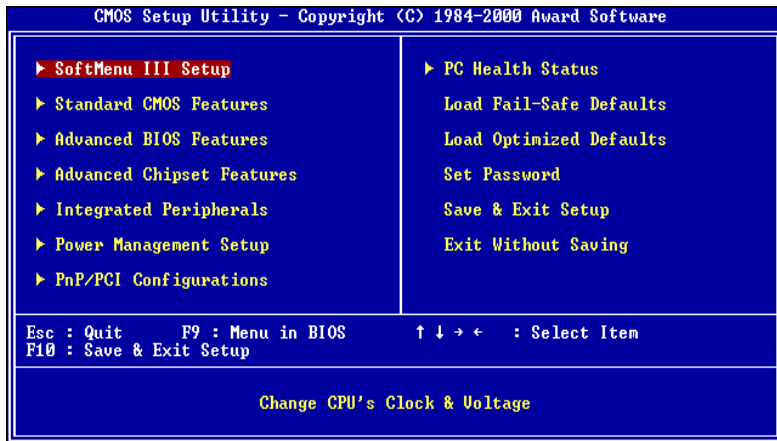 CMOS Setup Utility - Copyright (C) 1984-2000 Award Software
▶ SoftMenu III Setup
▶ Standard CMOS Features
▶ Advanced BIOS Features
▶ Advanced Chipset Features
▶ Integrated Peripherals
▶ Power Management Setup
▶ PnP/PCI Configurations
▶ PC Health Status
Load Fail-Safe Defaults
Load Optimized Defaults
Set Password
Save & Exit Setup
Exit Without Saving
Esc : Quit F9 : Menu in BIOS ↑ ↓ → ← : Select Item
F10 : Save & Exit Setup
Change CPU's Clock & Voltage